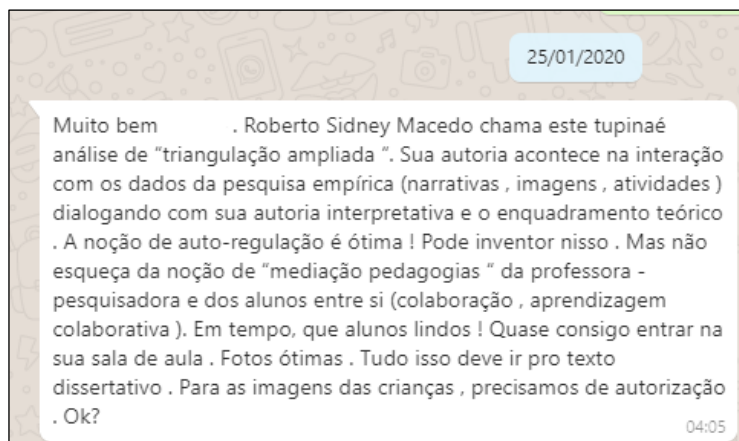 25/01/2020
Muito bem . Roberto Sidney Macedo chama este tupinaé
análise de “triangulação ampliada “. Sua autoria acontece na interação
com os dados da pesquisa empírica (narrativas , imagens , atividades )
dialogando com sua autoria interpretativa e o enquadramento teórico
. A noção de auto-regulação é ótima ! Pode inventor nisso . Mas não
esqueça da noção de “mediação pedagogias “ da professora -
pesquisadora e dos alunos entre si (colaboração , aprendizagem
colaborativa ). Em tempo, que alunos lindos ! Quase consigo entrar na
sua sala de aula . Fotos ótimas . Tudo isso deve ir pro texto
dissertativo . Para as imagens das crianças , precisamos de autorização
. Ok?
04:05